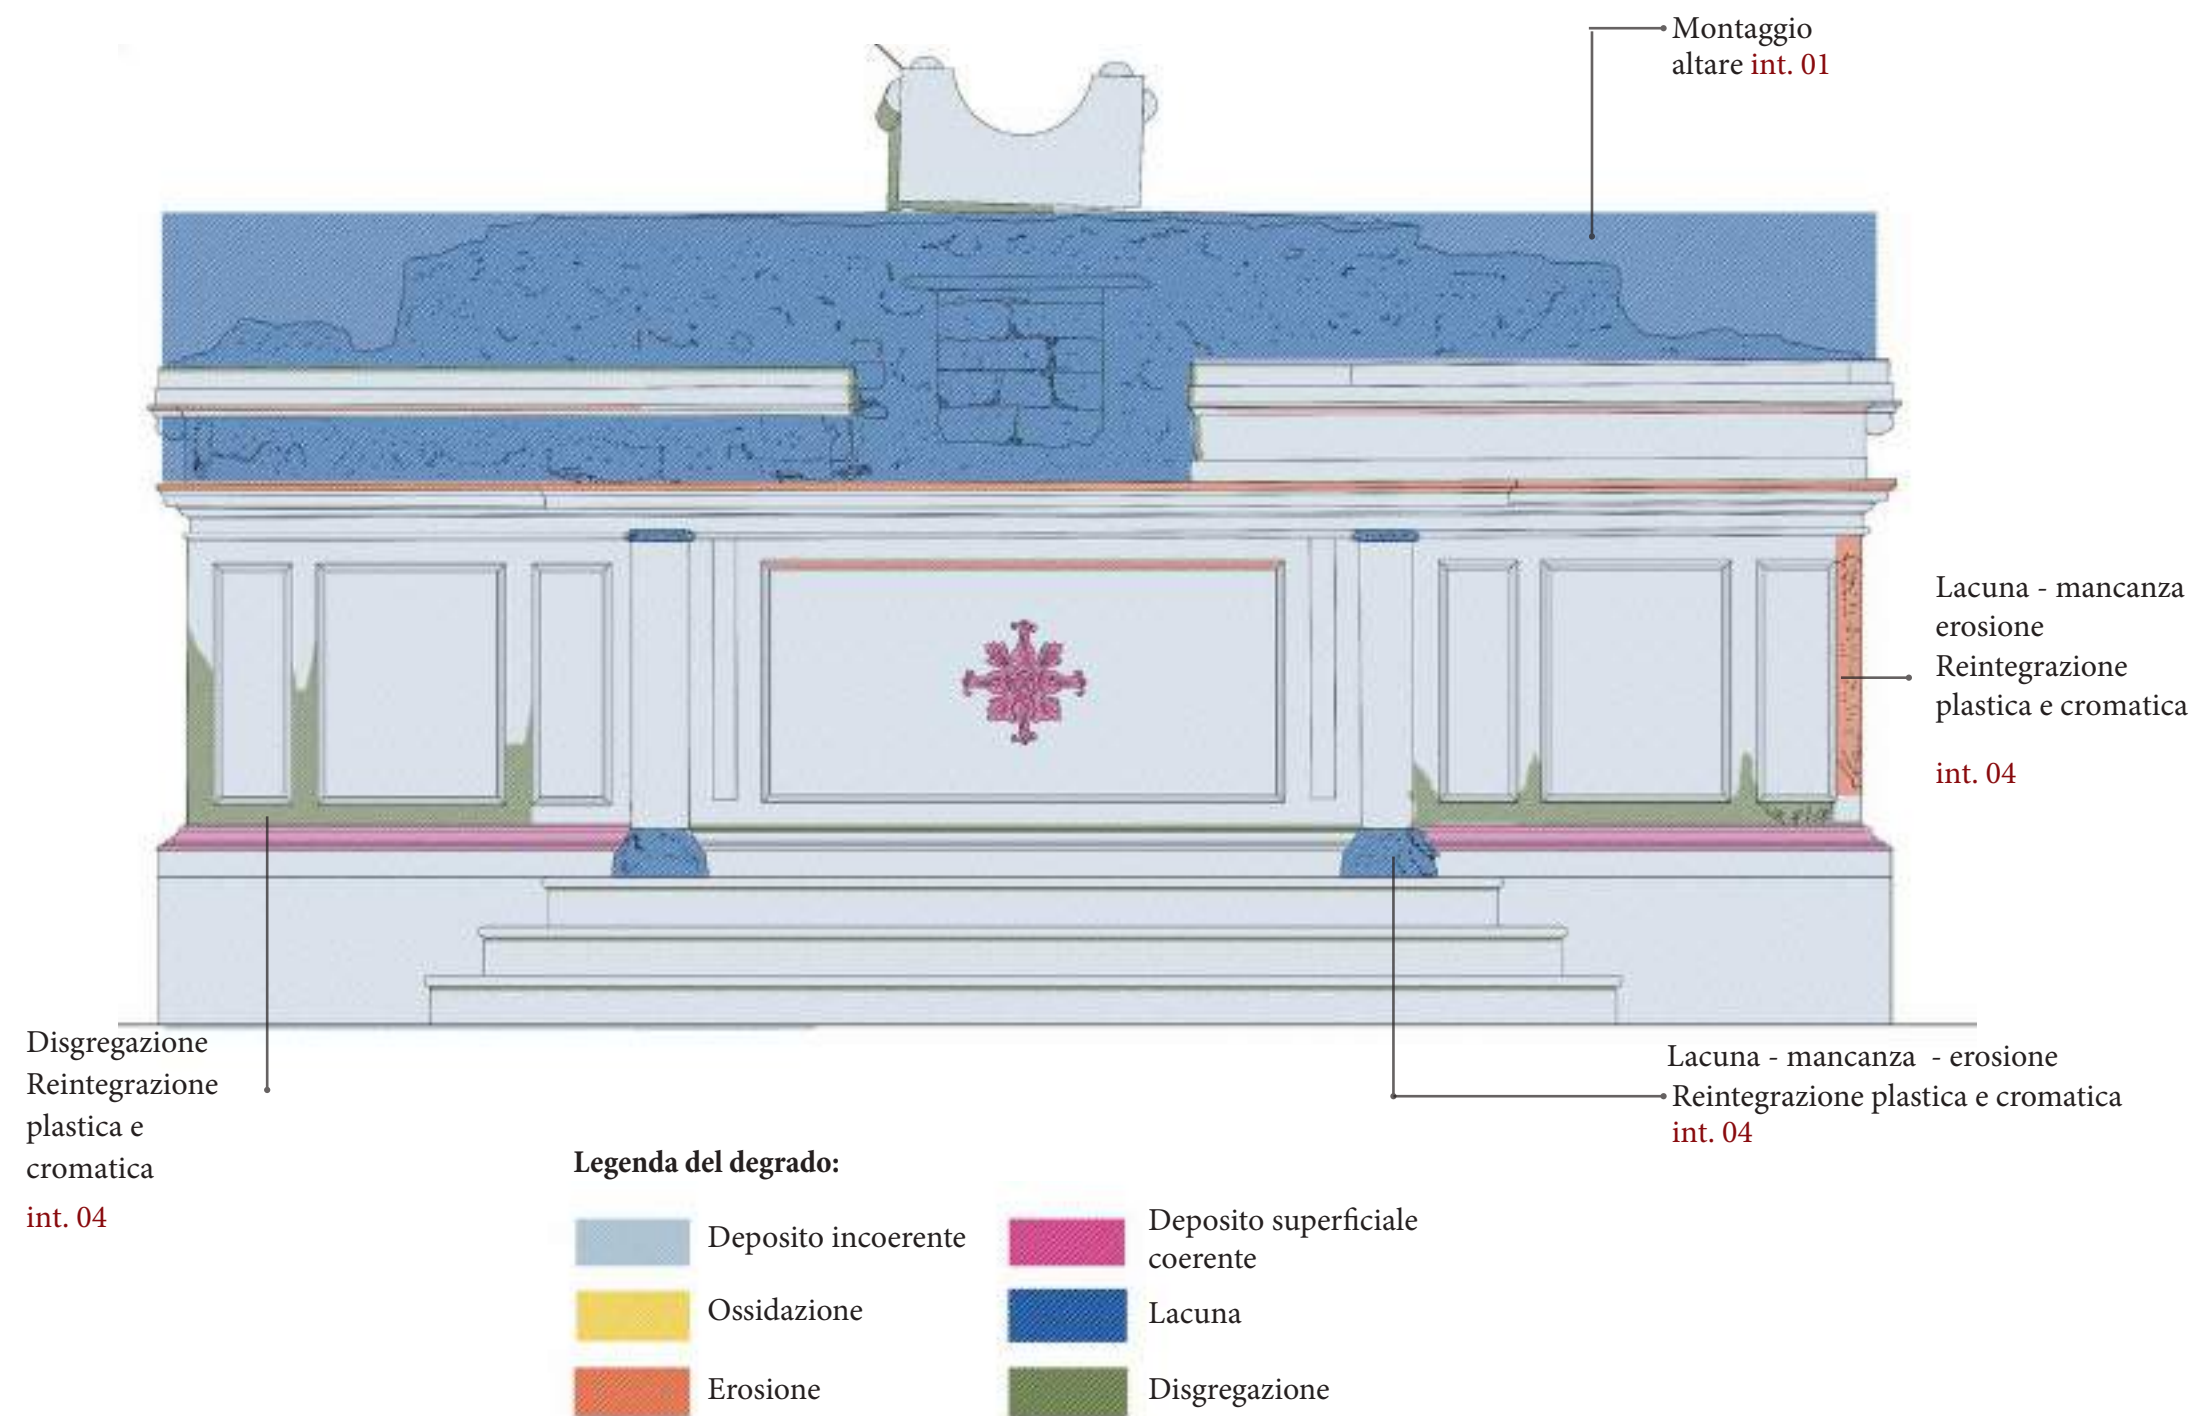 Montaggio
altare int. 01
Lacuna - mancanza
erosione
Reintegrazione
plastica e cromatica
int. 04
Disgregazione
Reintegrazione
plastica e
cromatica
int. 04
Lacuna - mancanza - erosione
Reintegrazione plastica e cromatica
int. 04
Legenda del degrado:
Deposito incoerente
Ossidazione
Erosione
Deposito superficiale
coerente
Lacuna
Disgregazione